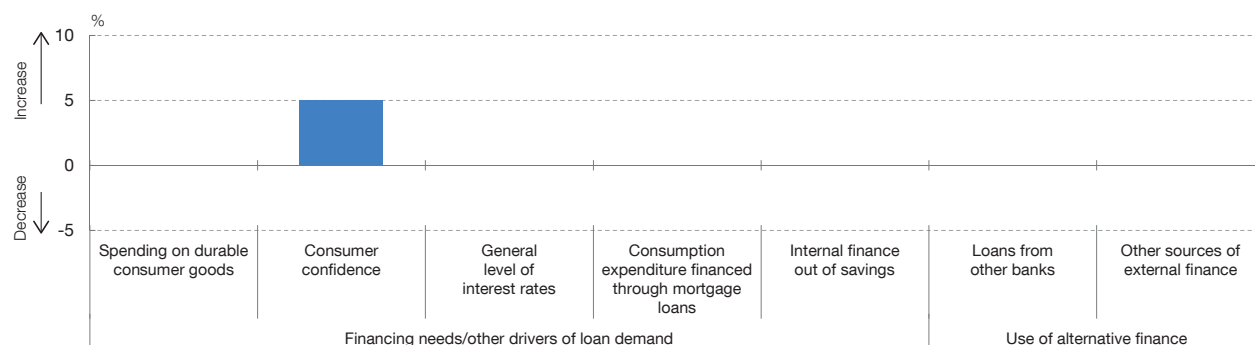 %
10
5
0
-5
Increase
Decrease
Spending on durable
consumer goods
Consumer
confidence
General
level of
interest rates
Consumption
expenditure financed
through mortgage
loans
Internal finance
out of savings
Loans from
other banks
Other sources of
external finance
Financing needs/other drivers of loan demand
Use of alternative finance